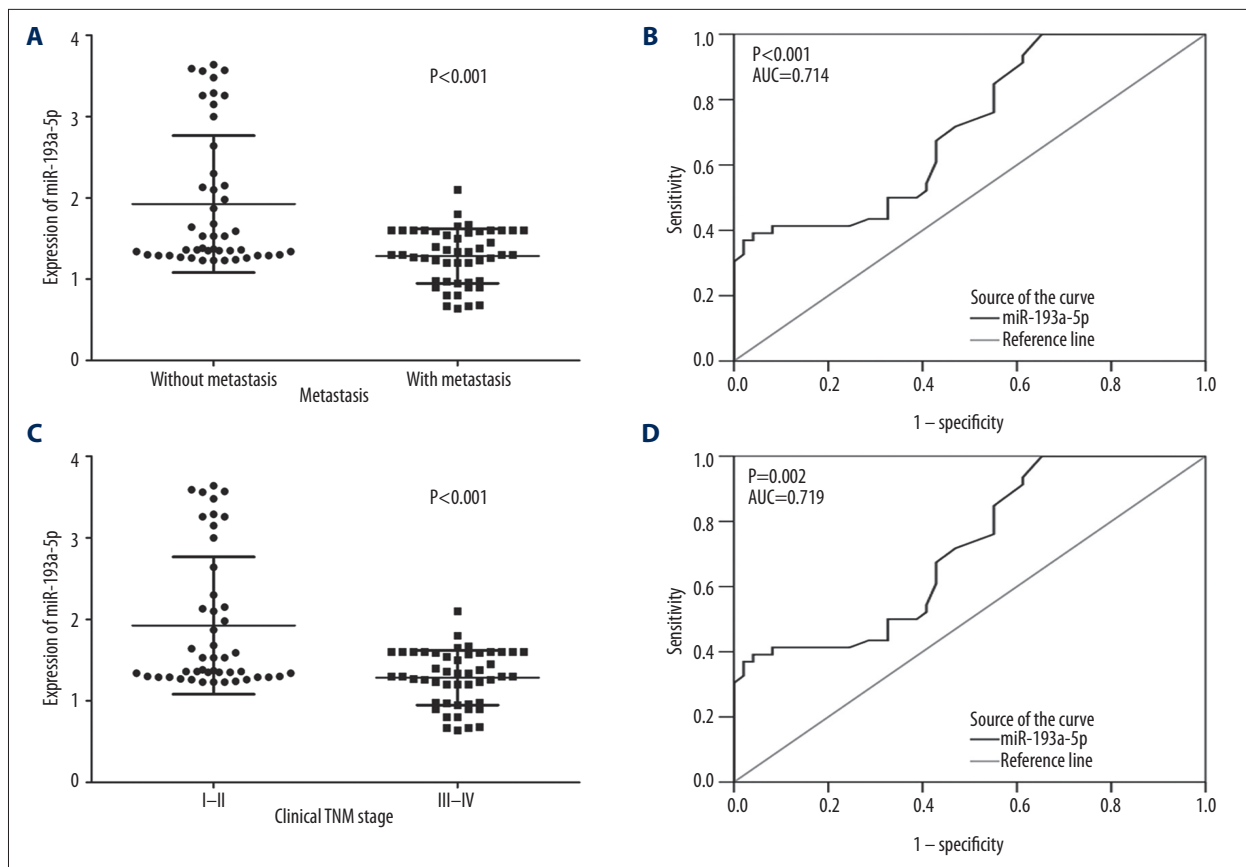 A
4
3
2
1
0
Expression of miR-193a-5p
P<0.001
Without metastasis
With metastasis
Metastasis
B
1.0
0.8
0.6
0.4
0.2
0.0
Sensitivity
P<0.001
AUC=0.714
Source of the curve
miR-193a-5p
Reference line
0.0 0.2 0.4 0.6 0.8 1.0
1 – specificity
C
4
3
2
1
0
Expression of miR-193a-5p
P<0.001
I–II
III–IV
Clinical TNM stage
D
1.0
0.8
0.6
0.4
0.2
0.0
Sensitivity
P=0.002
AUC=0.719
Source of the curve
miR-193a-5p
Reference line
0.0 0.2 0.4 0.6 0.8 1.0
1 – specificity